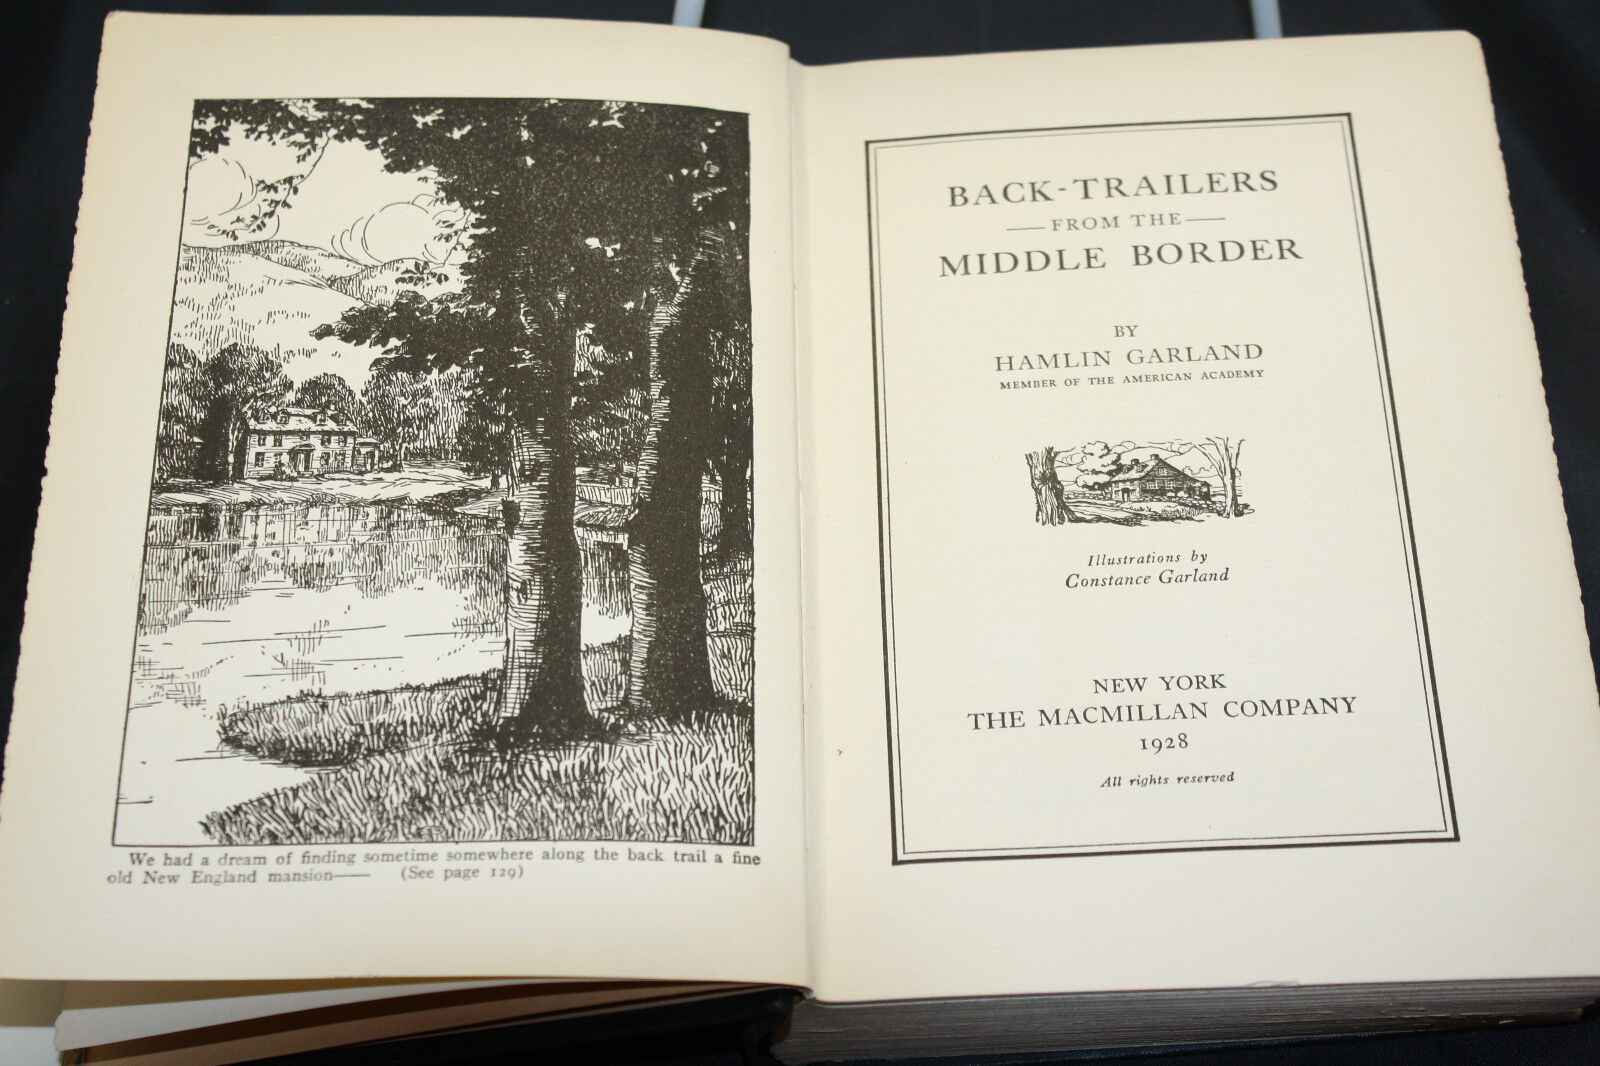 We had a dream of finding sometime somewhere along the back trail a fine
old New England mansion— (See page 129)
BACK-TRAILERS
— FROM THE —
MIDDLE BORDER
BY
HAMLIN GARLAND
MEMBER OF THE AMERICAN ACADEMY
Illustrations by
Constance Garland
NEW YORK
THE MACMILLAN COMPANY
1928
All rights reserved